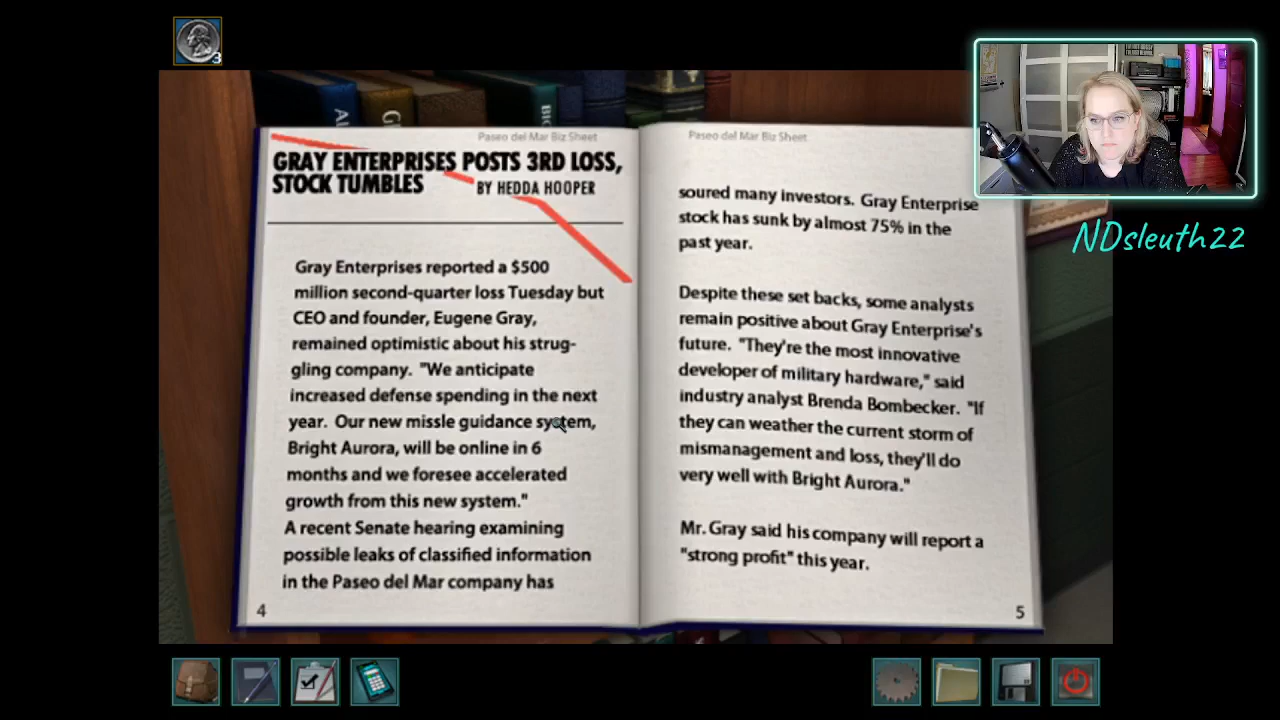 3
Paseo del Mar Biz Sheet
GRAY ENTERPRISES POSTS 3RD LOSS,
STOCK TUMBLES BY HEDDA HOOPER
Gray Enterprises reported a $500
million second-quarter loss Tuesday but
CEO and founder, Eugene Gray,
remained optimistic about his strug-
gling company. "We anticipate
increased defense spending in the next
year. Our new missle guidance system,
Bright Aurora, will be online in 6
months and we foresee accelerated
growth from this new system."
A recent Senate hearing examining
possible leaks of classified information
in the Paseo del Mar company has
4
Paseo del Mar Biz Sheet
soured many investors. Gray Enterprise
stock has sunk by almost 75% in the
past year.
Despite these set backs, some analysts
remain positive about Gray Enterprise's
future. "They're the most innovative
developer of military hardware," said
industry analyst Brenda Bombecker. "If
they can weather the current storm of
mismanagement and loss, they'll do
very well with Bright Aurora."
Mr. Gray said his company will report a
"strong profit" this year.
5
NDsleuth22